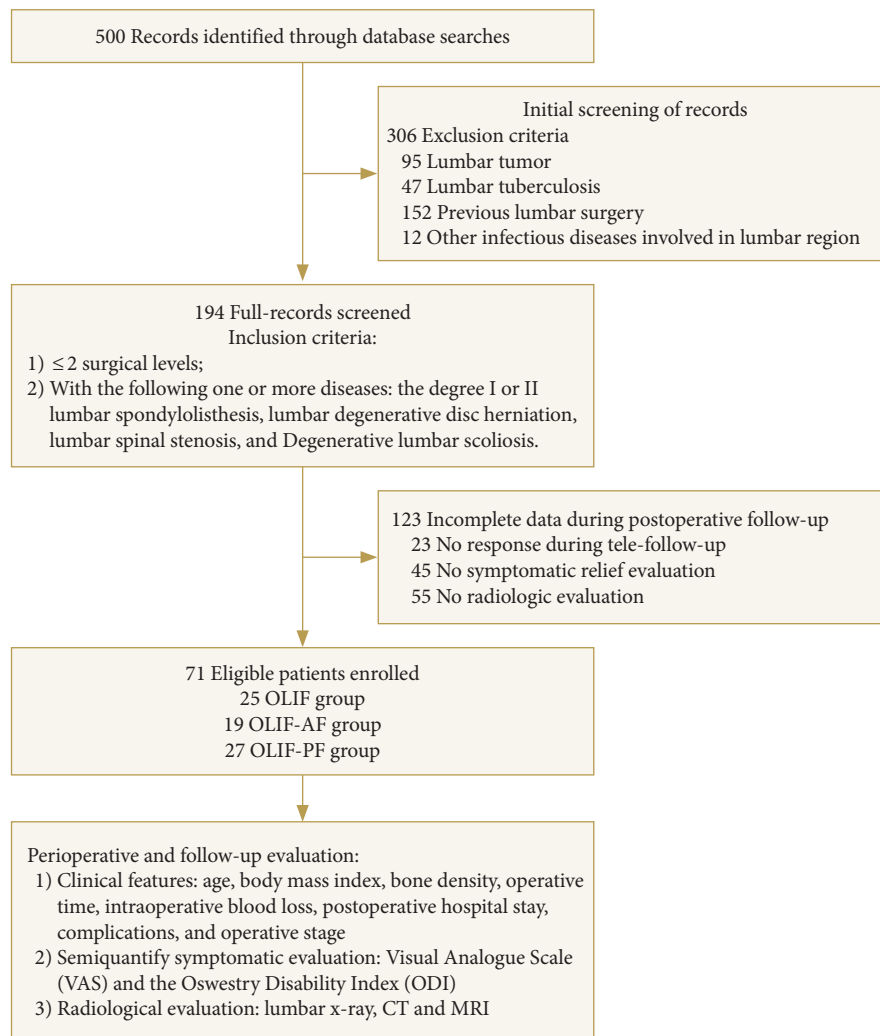 500 Records identified through database searches
Initial screening of records
306 Exclusion criteria
95 Lumbar tumor
47 Lumbar tuberculosis
152 Previous lumbar surgery
12 Other infectious diseases involved in lumbar region
194 Full-records screened
Inclusion criteria:
1) ≤2 surgical levels;
2) With the following one or more diseases: the degree I or II
lumbar spondylolisthesis, lumbar degenerative disc herniation,
lumbar spinal stenosis, and Degenerative lumbar scoliosis.
123 Incomplete data during postoperative follow-up
23 No response during tele-follow-up
45 No symptomatic relief evaluation
55 No radiologic evaluation
71 Eligible patients enrolled
25 OLIF group
19 OLIF-AF group
27 OLIF-PF group
Perioperative and follow-up evaluation:
1) Clinical features: age, body mass index, bone density, operative
time, intraoperative blood loss, postoperative hospital stay,
complications, and operative stage
2) Semiquantify symptomatic evaluation: Visual Analogue Scale
(VAS) and the Oswestry Disability Index (ODI)
3) Radiological evaluation: lumbar x-ray, CT and MRI